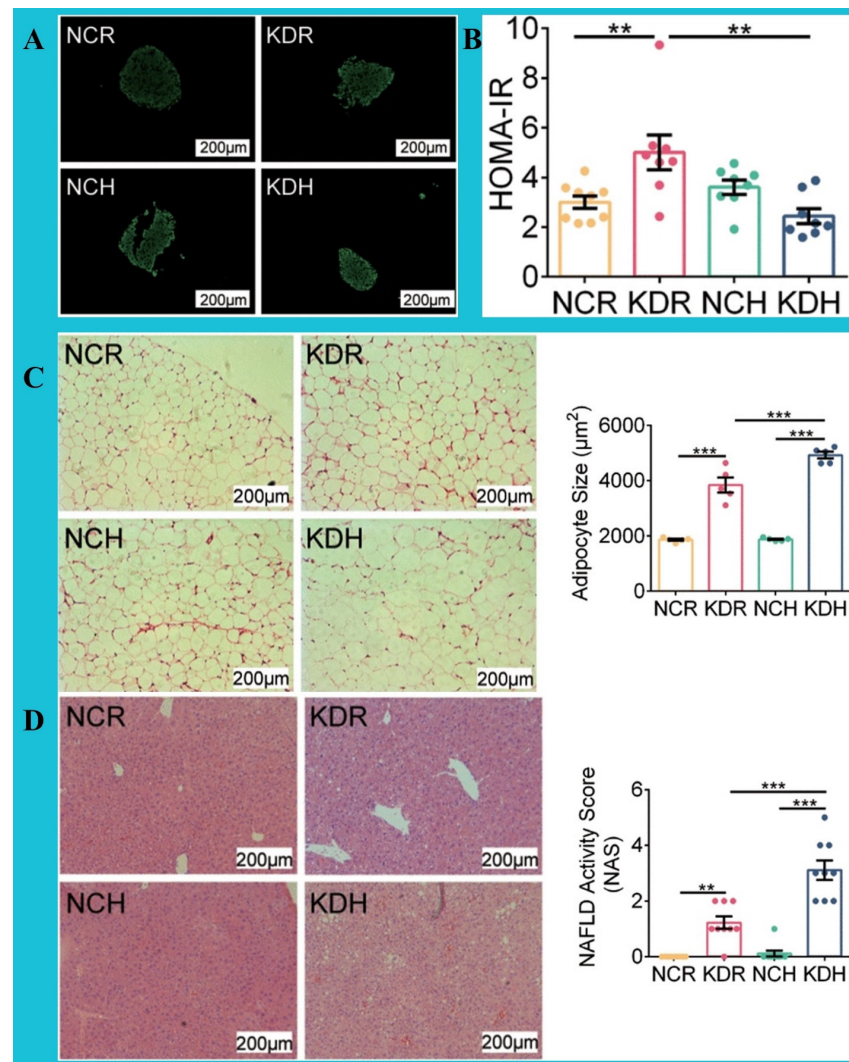 A
NCR
KDR
200µm
200µm
NCH
KDH
200µm
200µm
B
HOMA-IR
10
8
6
4
2
0
**
**
NCR KDR NCH KDH
C
NCR
KDR
200µm
200µm
NCH
KDH
200µm
200µm
Adipocyte Size (µm²)
6000
4000
2000
0
***
***
***
NCR KDR NCH KDH
D
NCR
KDR
200µm
200µm
NCH
KDH
200µm
200µm
NAFLD Activity Score
(NAS)
6
4
2
0
***
***
**
NCR KDR NCH KDH